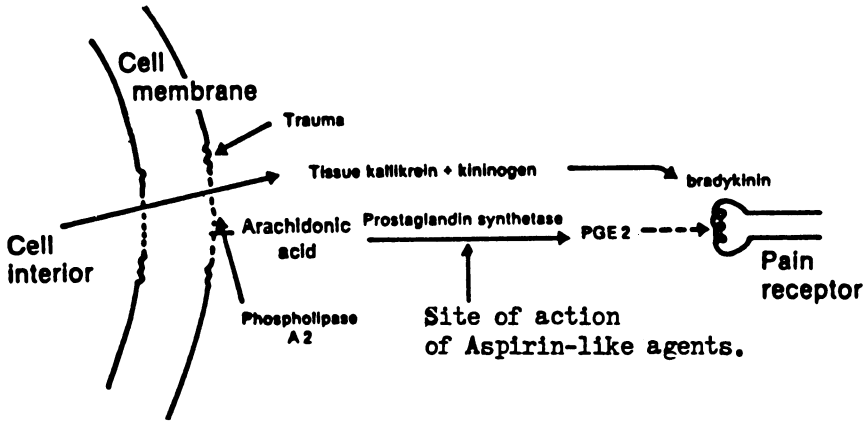 Cell
membrane
Trauma
Tissue kallikrein + kininogen
bradykinin
Cell
interior
Arachidonic
acid
Prostaglandin synthetase
PGE 2
Pain
receptor
Phospholipase
A 2
Site of action
of Aspirin-like agents.